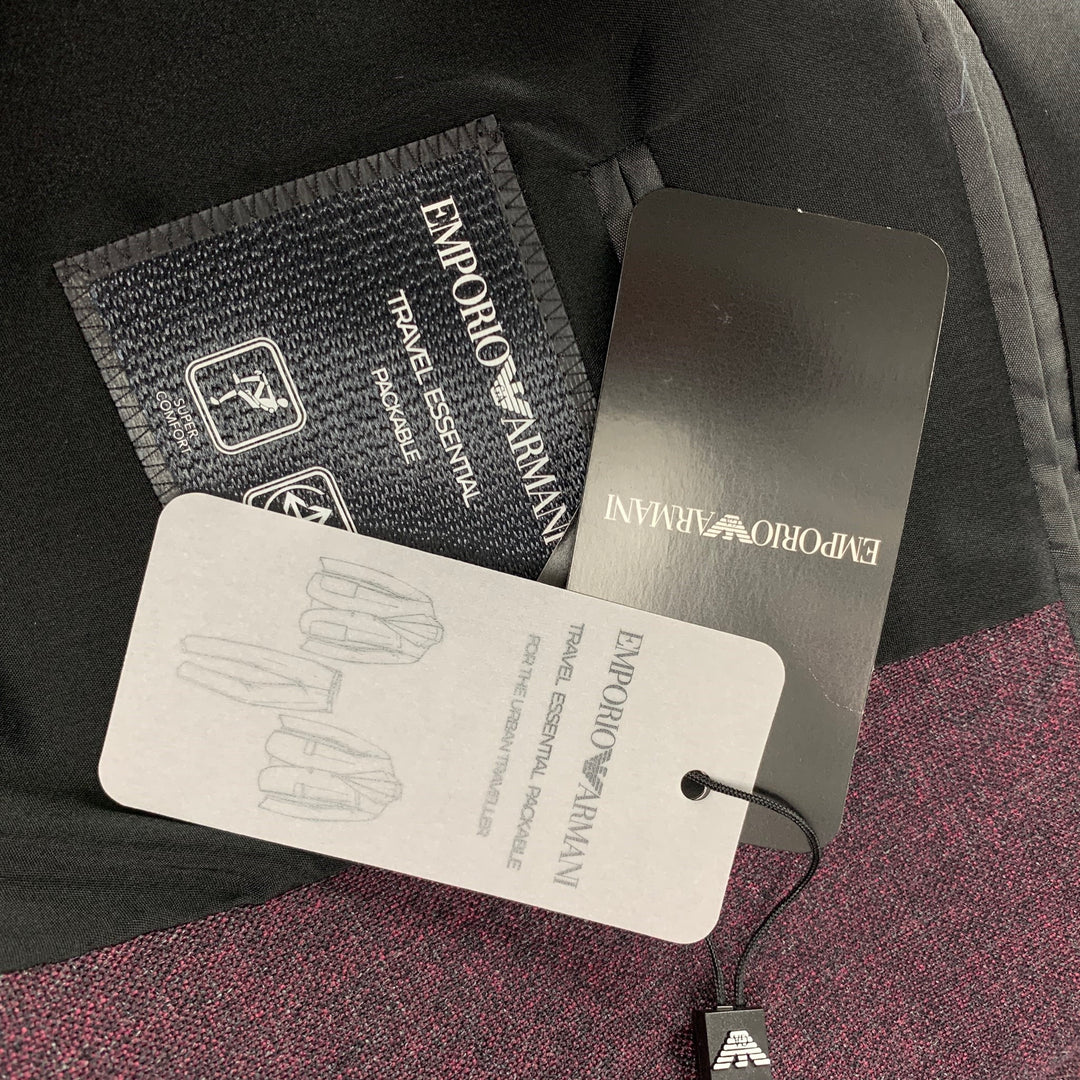 EMPORIO ARMANI
TRAVEL ESSENTIAL
PACKABLE
SUPER
COMFORT
EMPORIO ARMANI
EMPORIO ARMANI
TRAVEL ESSENTIAL PACKABLE
FOR THE URBAN TRAVELLER